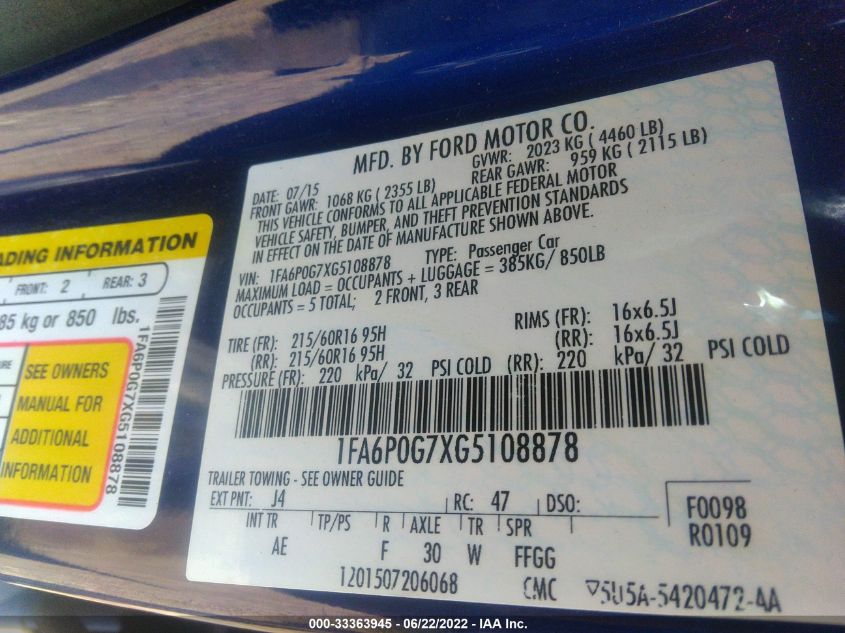 MFD. BY FORD MOTOR CO.
DATE: 07/15 GVWR: 2023 KG ( 4460 LB)
FRONT GAWR: 1068 KG ( 2355 LB) REAR GAWR: 959 KG ( 2115 LB)
THIS VEHICLE CONFORMS TO ALL APPLICABLE FEDERAL MOTOR
VEHICLE SAFETY, BUMPER, AND THEFT PREVENTION STANDARDS
IN EFFECT ON THE DATE OF MANUFACTURE SHOWN ABOVE.
VIN: 1FA6P0G7XG5108878 TYPE: Passenger Car
MAXIMUM LOAD = OCCUPANTS + LUGGAGE = 385KG/ 850LB
OCCUPANTS = 5 TOTAL; 2 FRONT, 3 REAR
TIRE (FR): 215/60R16 95H RIMS (FR): 16x6.5J
(RR): 215/60R16 95H (RR): 16x6.5J
PRESSURE (FR): 220 kPa/ 32 PSI COLD (RR): 220 kPa/ 32 PSI COLD
1FA6P0G7XG5108878
TRAILER TOWING - SEE OWNER GUIDE
EXT PNT: J4 RC: 47 DSO: F0098
INT TR TP/PS R AXLE TR SPR R0109
AE F 30 W FFGG
1201507206068 CMC 5U5A-5420472-AA
ADING INFORMATION
FRONT: 2 REAR: 3
85 kg or 850 lbs.
SEE OWNERS
MANUAL FOR
ADDITIONAL
INFORMATION
1FA6P0G7XG5108878
000-33363945 - 06/22/2022 - IAA Inc.